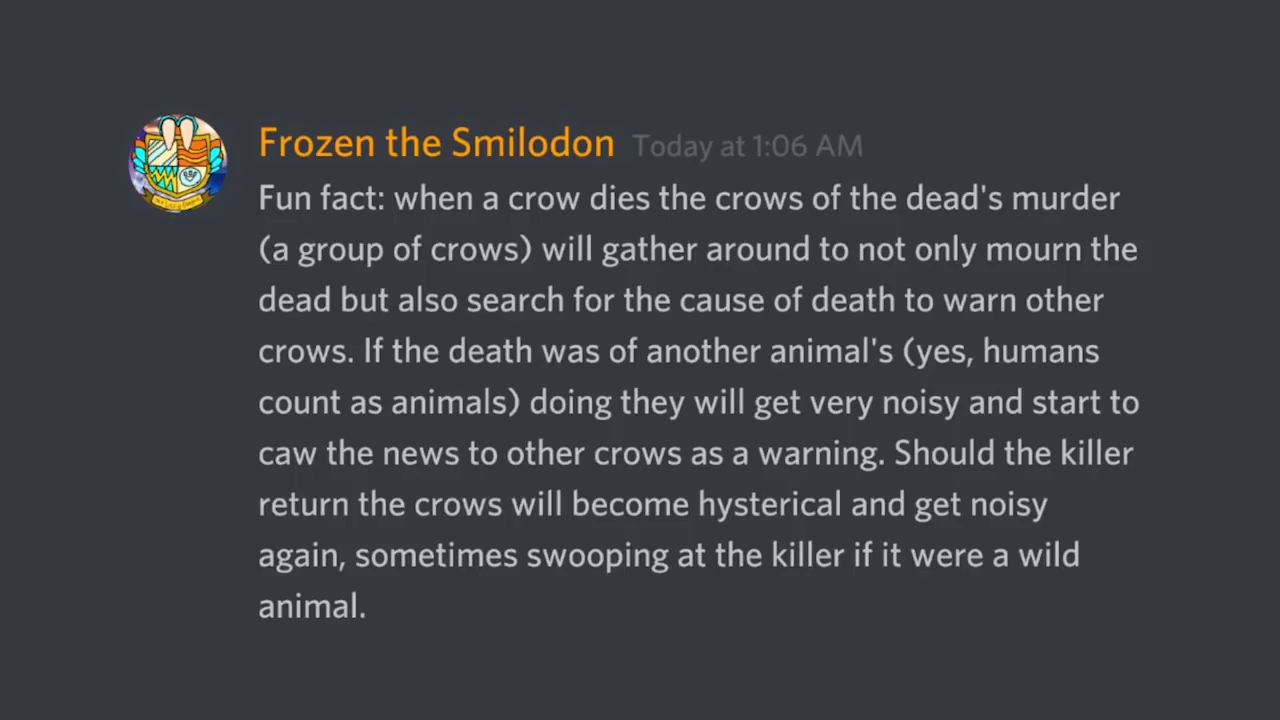 Frozen the Smilodon Today at 1:06 AM
Fun fact: when a crow dies the crows of the dead's murder
(a group of crows) will gather around to not only mourn the
dead but also search for the cause of death to warn other
crows. If the death was of another animal's (yes, humans
count as animals) doing they will get very noisy and start to
caw the news to other crows as a warning. Should the killer
return the crows will become hysterical and get noisy
again, sometimes swooping at the killer if it were a wild
animal.